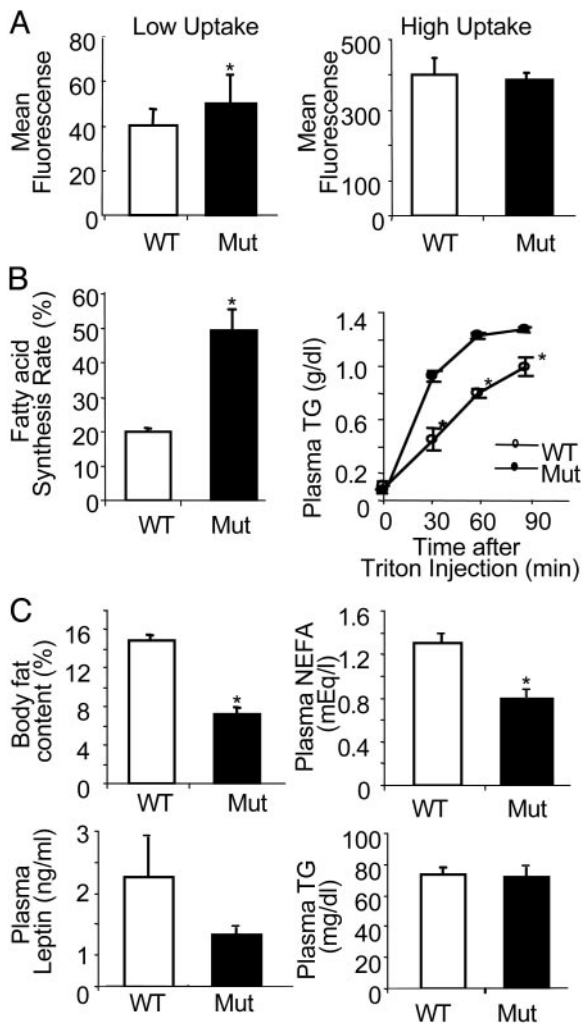 A
Low Uptake
High Uptake
Mean
Fluorescense
80
60
40
20
0
*
WT
Mut
Mean
Fluorescense
500
300
100
0
WT
Mut
B
Fatty acid
Synthesis Rate (%)
60
50
40
30
20
10
0
*
WT
Mut
Plasma TG (g/dl)
1.4
1.0
0.6
0.2
0
*
*
*
WT
Mut
0 30 60 90
Time after
Triton Injection (min)
C
Body fat
content (%)
16
12
8
4
0
*
WT
Mut
Plasma NEFA
(mEq/l)
1.6
1.2
0.8
0.4
0
*
WT
Mut
Plasma
Leptin (ng/ml)
3
2
1
0
WT
Mut
Plasma TG
(mg/dl)
100
80
60
40
20
0
WT
Mut